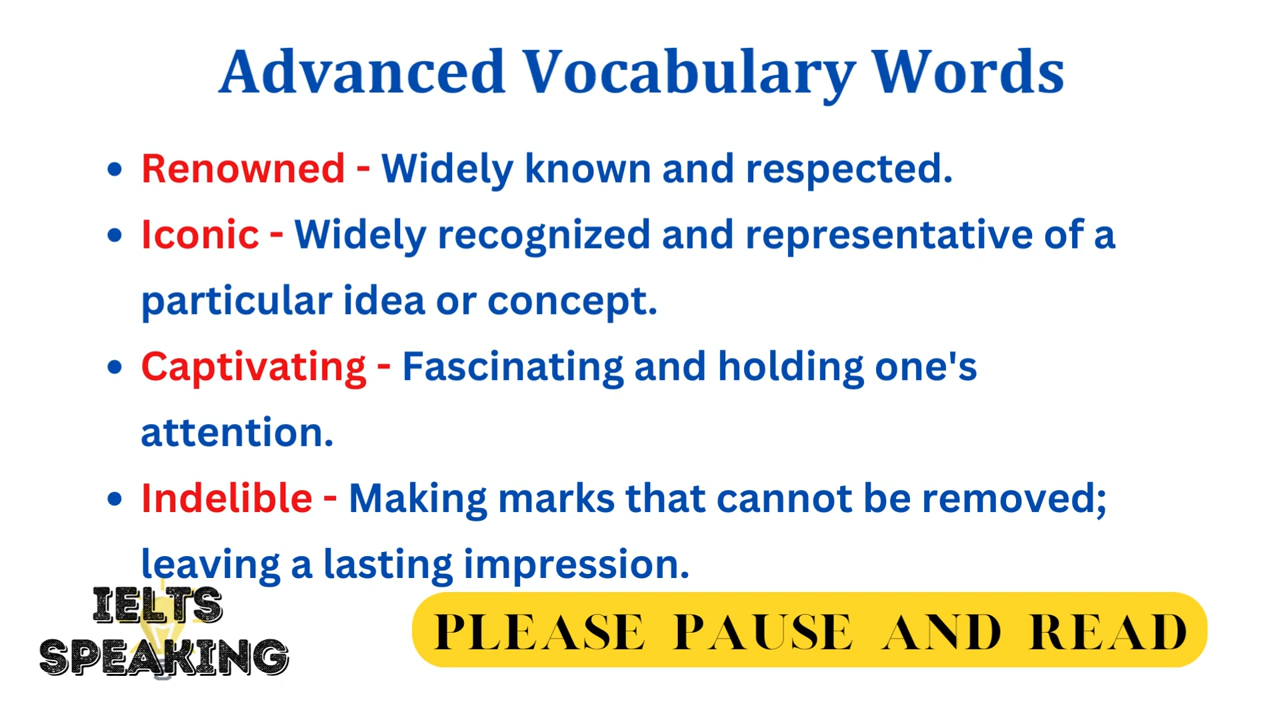 Advanced Vocabulary Words
• Renowned - Widely known and respected.
• Iconic - Widely recognized and representative of a
particular idea or concept.
• Captivating - Fascinating and holding one's
attention.
• Indelible - Making marks that cannot be removed;
leaving a lasting impression.
IELTS
SPEAKING
PLEASE PAUSE AND READ